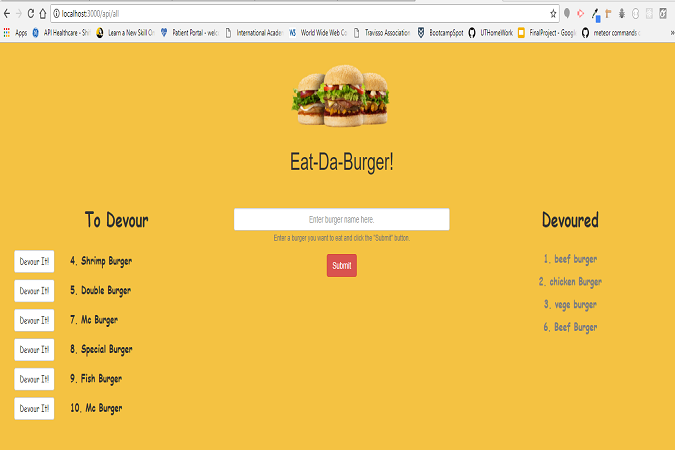 localhost:3000/api/all
Apps API Healthcare - Sh Learn a New Skill On Patient Portal - welc International Acade World Wide Web Co Travisso Association BootcampSpot UTHomeWork FinalProject - Google meteor commands
Eat-Da-Burger!
To Devour
Enter burger name here.
Devoured
Enter a burger you want to eat and click the "Submit" button.
Submit
Devour It! 4. Shrimp Burger
Devour It! 5. Double Burger
Devour It! 7. Mc Burger
Devour It! 8. Special Burger
Devour It! 9. Fish Burger
Devour It! 10. Mc Burger
1. beef burger
2. chicken Burger
3. vege burger
6. Beef Burger